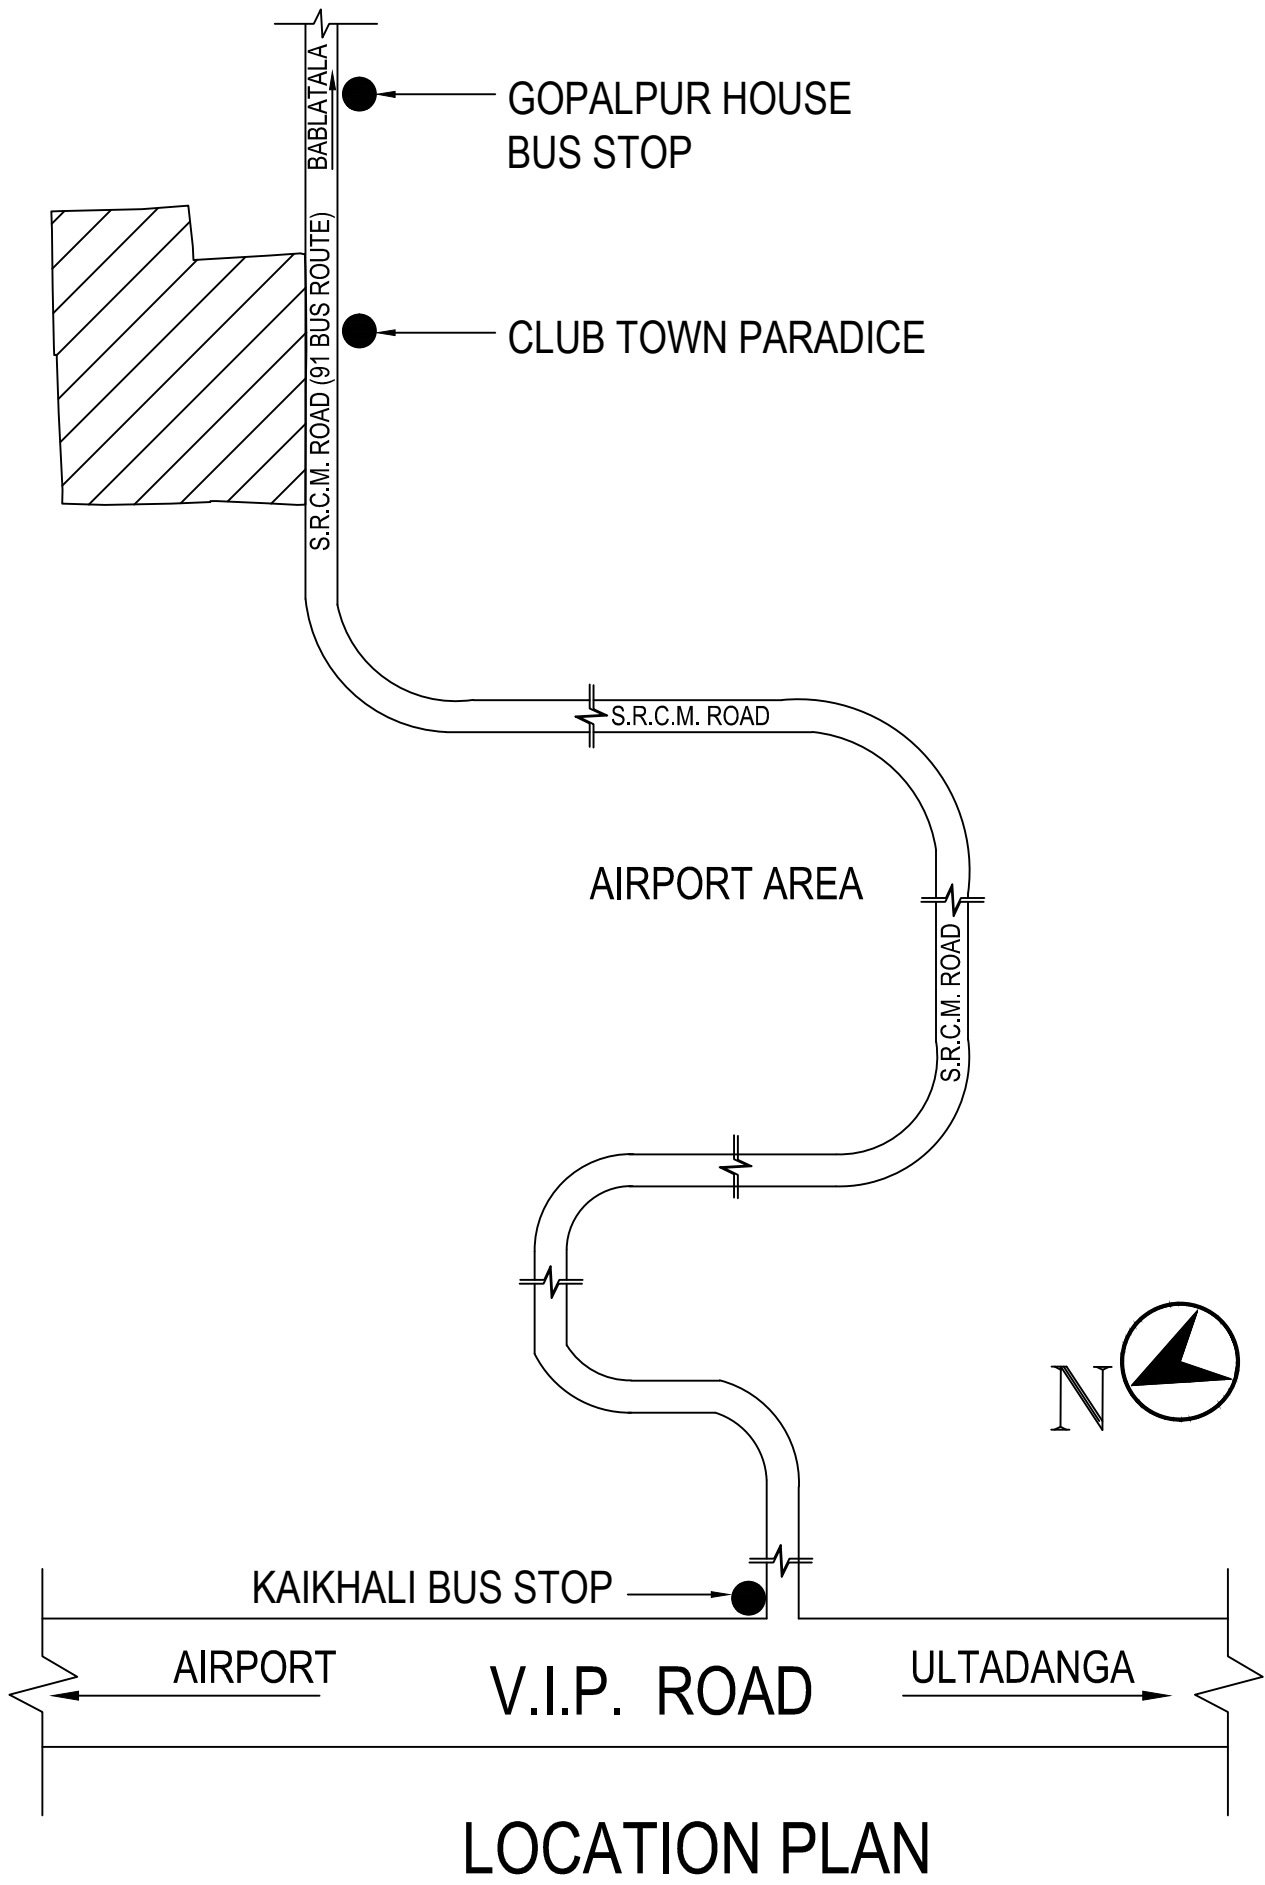 BABLATALA
GOPALPUR HOUSE
BUS STOP
S.R.C.M. ROAD (91 BUS ROUTE)
CLUB TOWN PARADICE
S.R.C.M. ROAD
AIRPORT AREA
S.R.C.M. ROAD
N
KAIKHALI BUS STOP
AIRPORT
V.I.P. ROAD
ULTADANGA
LOCATION PLAN